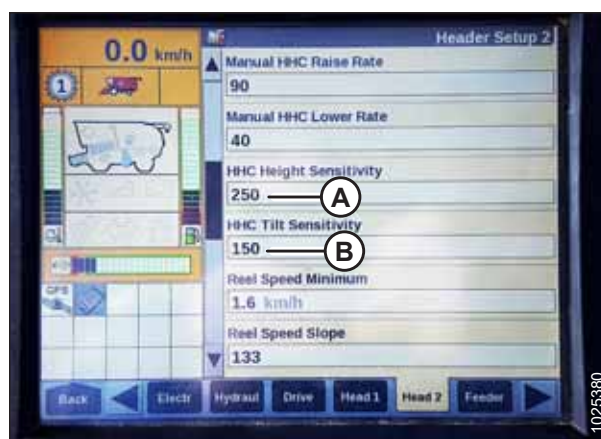 0.0 km/h
Header Setup 2
1
Manual HHC Raise Rate
90
Manual HHC Lower Rate
40
HHC Height Sensitivity
250
A
HHC Tilt Sensitivity
150
B
Reel Speed Minimum
1.6 km/h
GPS
Reel Speed Slope
133
Back
Electr
Hydraul
Drive
Head 1
Head 2
Feeder
1025380